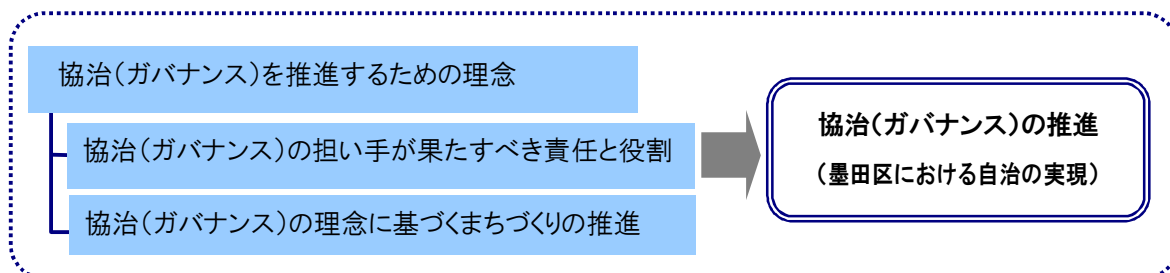 協治(ガバナンス)を推進するための理念
協治(ガバナンス)の担い手が果たすべき責任と役割
協治(ガバナンス)の理念に基づくまちづくりの推進
協治(ガバナンス)の推進
(墨田区における自治の実現)